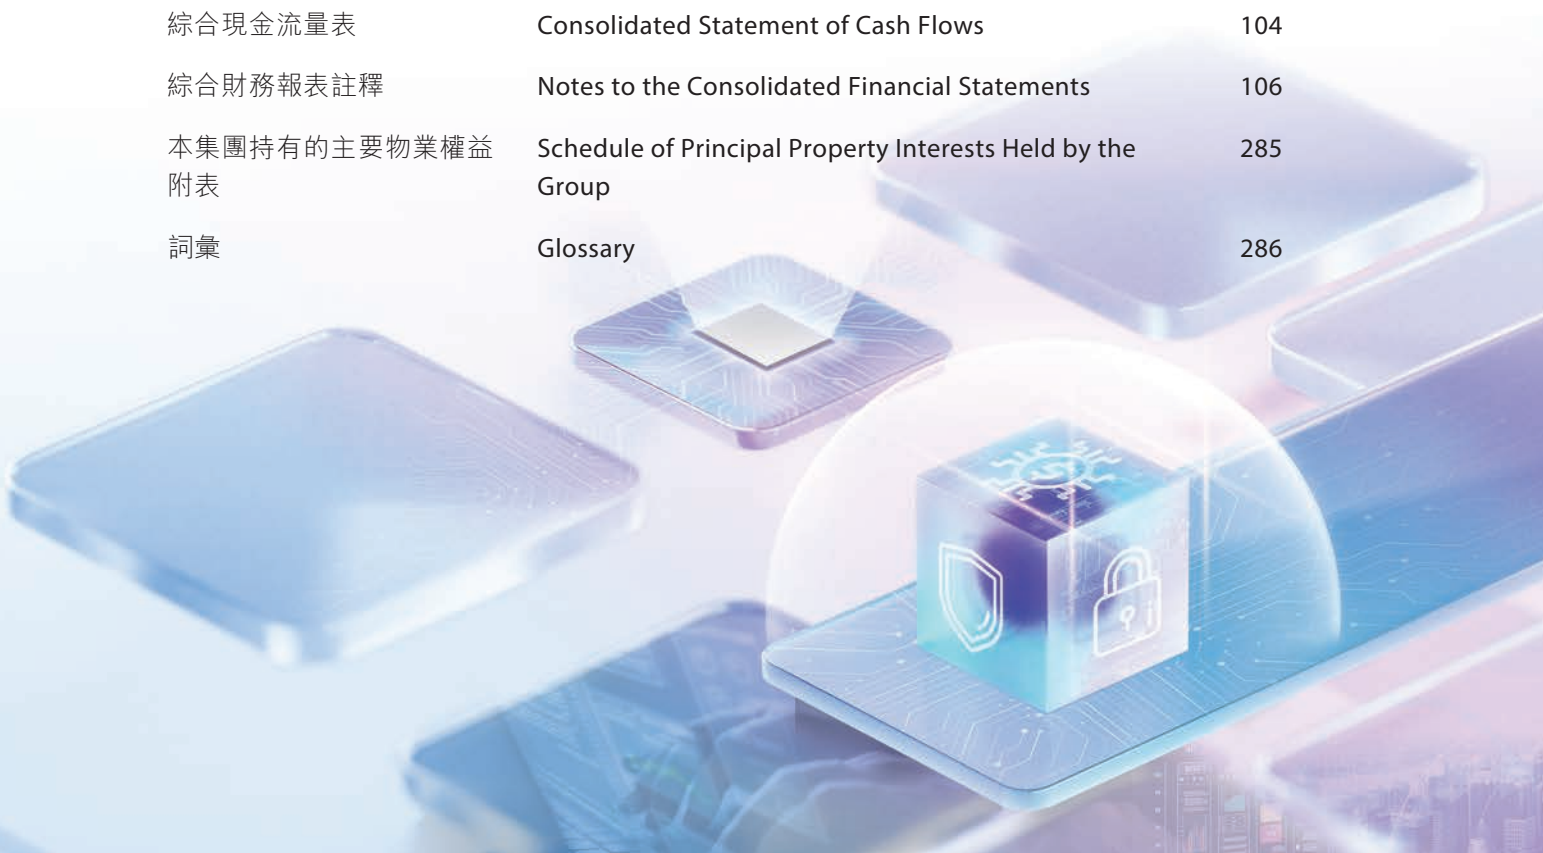 綜合現金流量表 Consolidated Statement of Cash Flows 104
綜合財務報表註釋 Notes to the Consolidated Financial Statements 106
本集團持有的主要物業權益 Schedule of Principal Property Interests Held by the 285
附表 Group
詞彙 Glossary 286